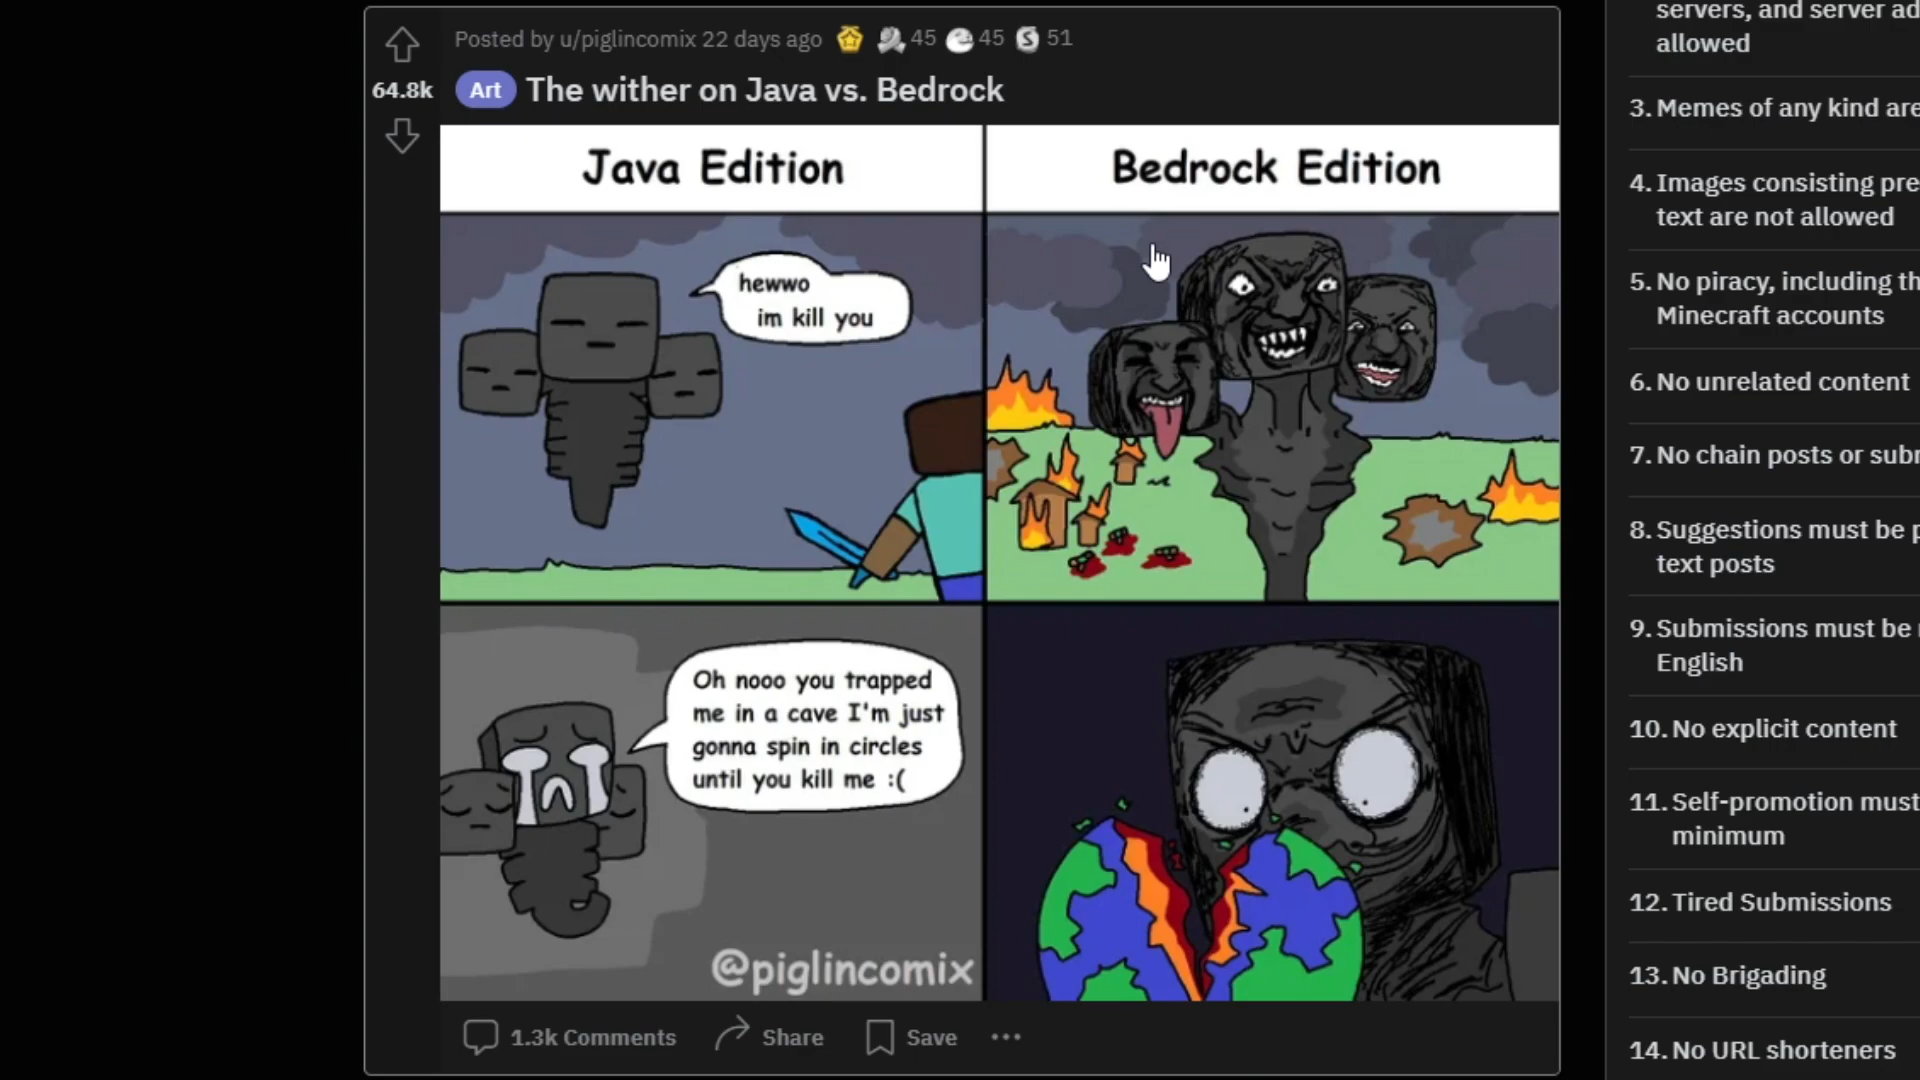 Posted by u/piglincomix 22 days ago 45 45 51
64.8k
Art The wither on Java vs. Bedrock
Java Edition
Bedrock Edition
hewwo
im kill you
Oh nooo you trapped
me in a cave I'm just
gonna spin in circles
until you kill me :(
@piglincomix
1.3k Comments Share Save
servers, and server ad
allowed
3. Memes of any kind are
4. Images consisting pre
text are not allowed
5. No piracy, including th
Minecraft accounts
6. No unrelated content
7. No chain posts or subr
8. Suggestions must be p
text posts
9. Submissions must be
English
10. No explicit content
11. Self-promotion must
minimum
12. Tired Submissions
13. No Brigading
14. No URL shorteners